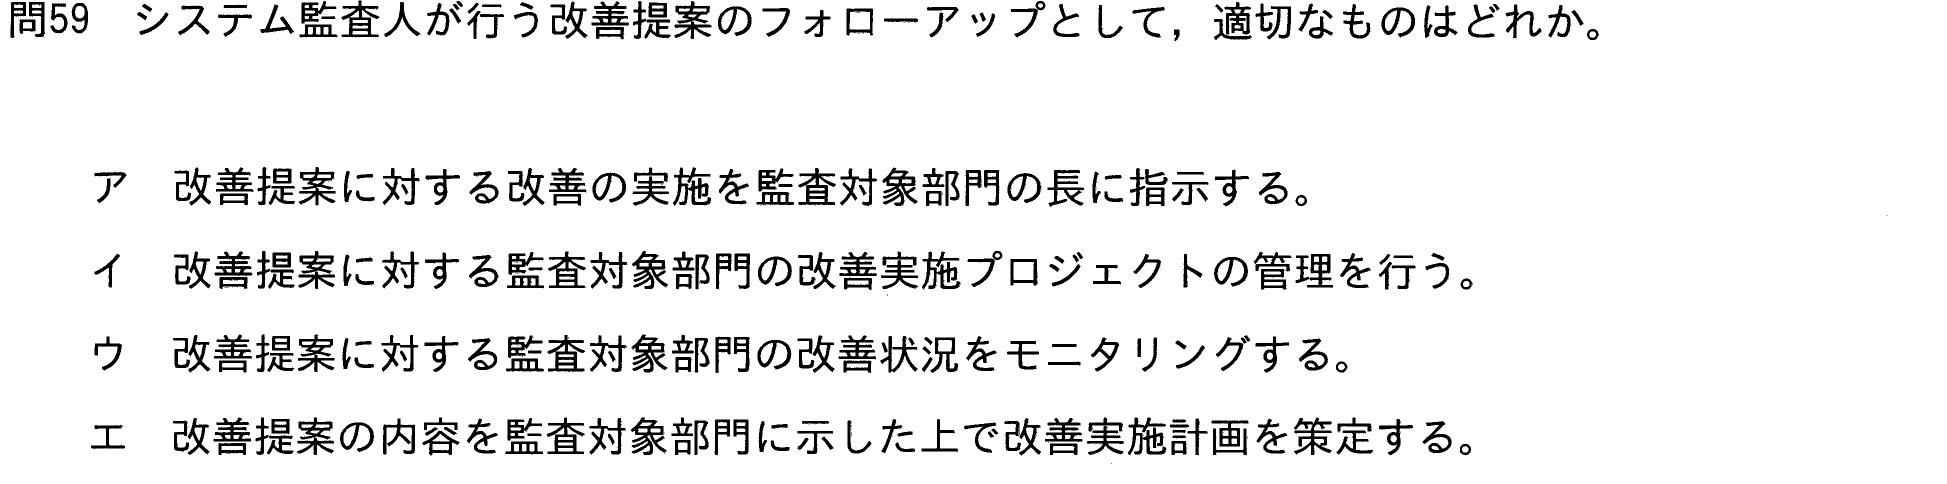 問59　システム監査人が行う改善提案のフォローアップとして，適切なものはどれか。
ア　改善提案に対する改善の実施を監査対象部門の長に指示する。
イ　改善提案に対する監査対象部門の改善実施プロジェクトの管理を行う。
ウ　改善提案に対する監査対象部門の改善状況をモニタリングする。
エ　改善提案の内容を監査対象部門に示した上で改善実施計画を策定する。